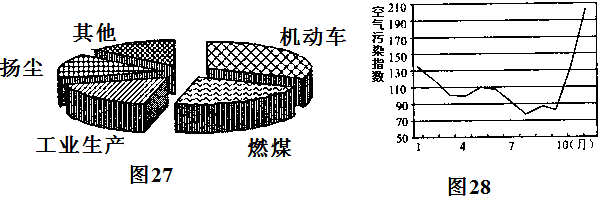 其他
机动车
扬尘
工业生产
燃煤
图27
空气污染指数
210
190
170
150
130
110
90
70
50
1 4 7 10(月)
图28